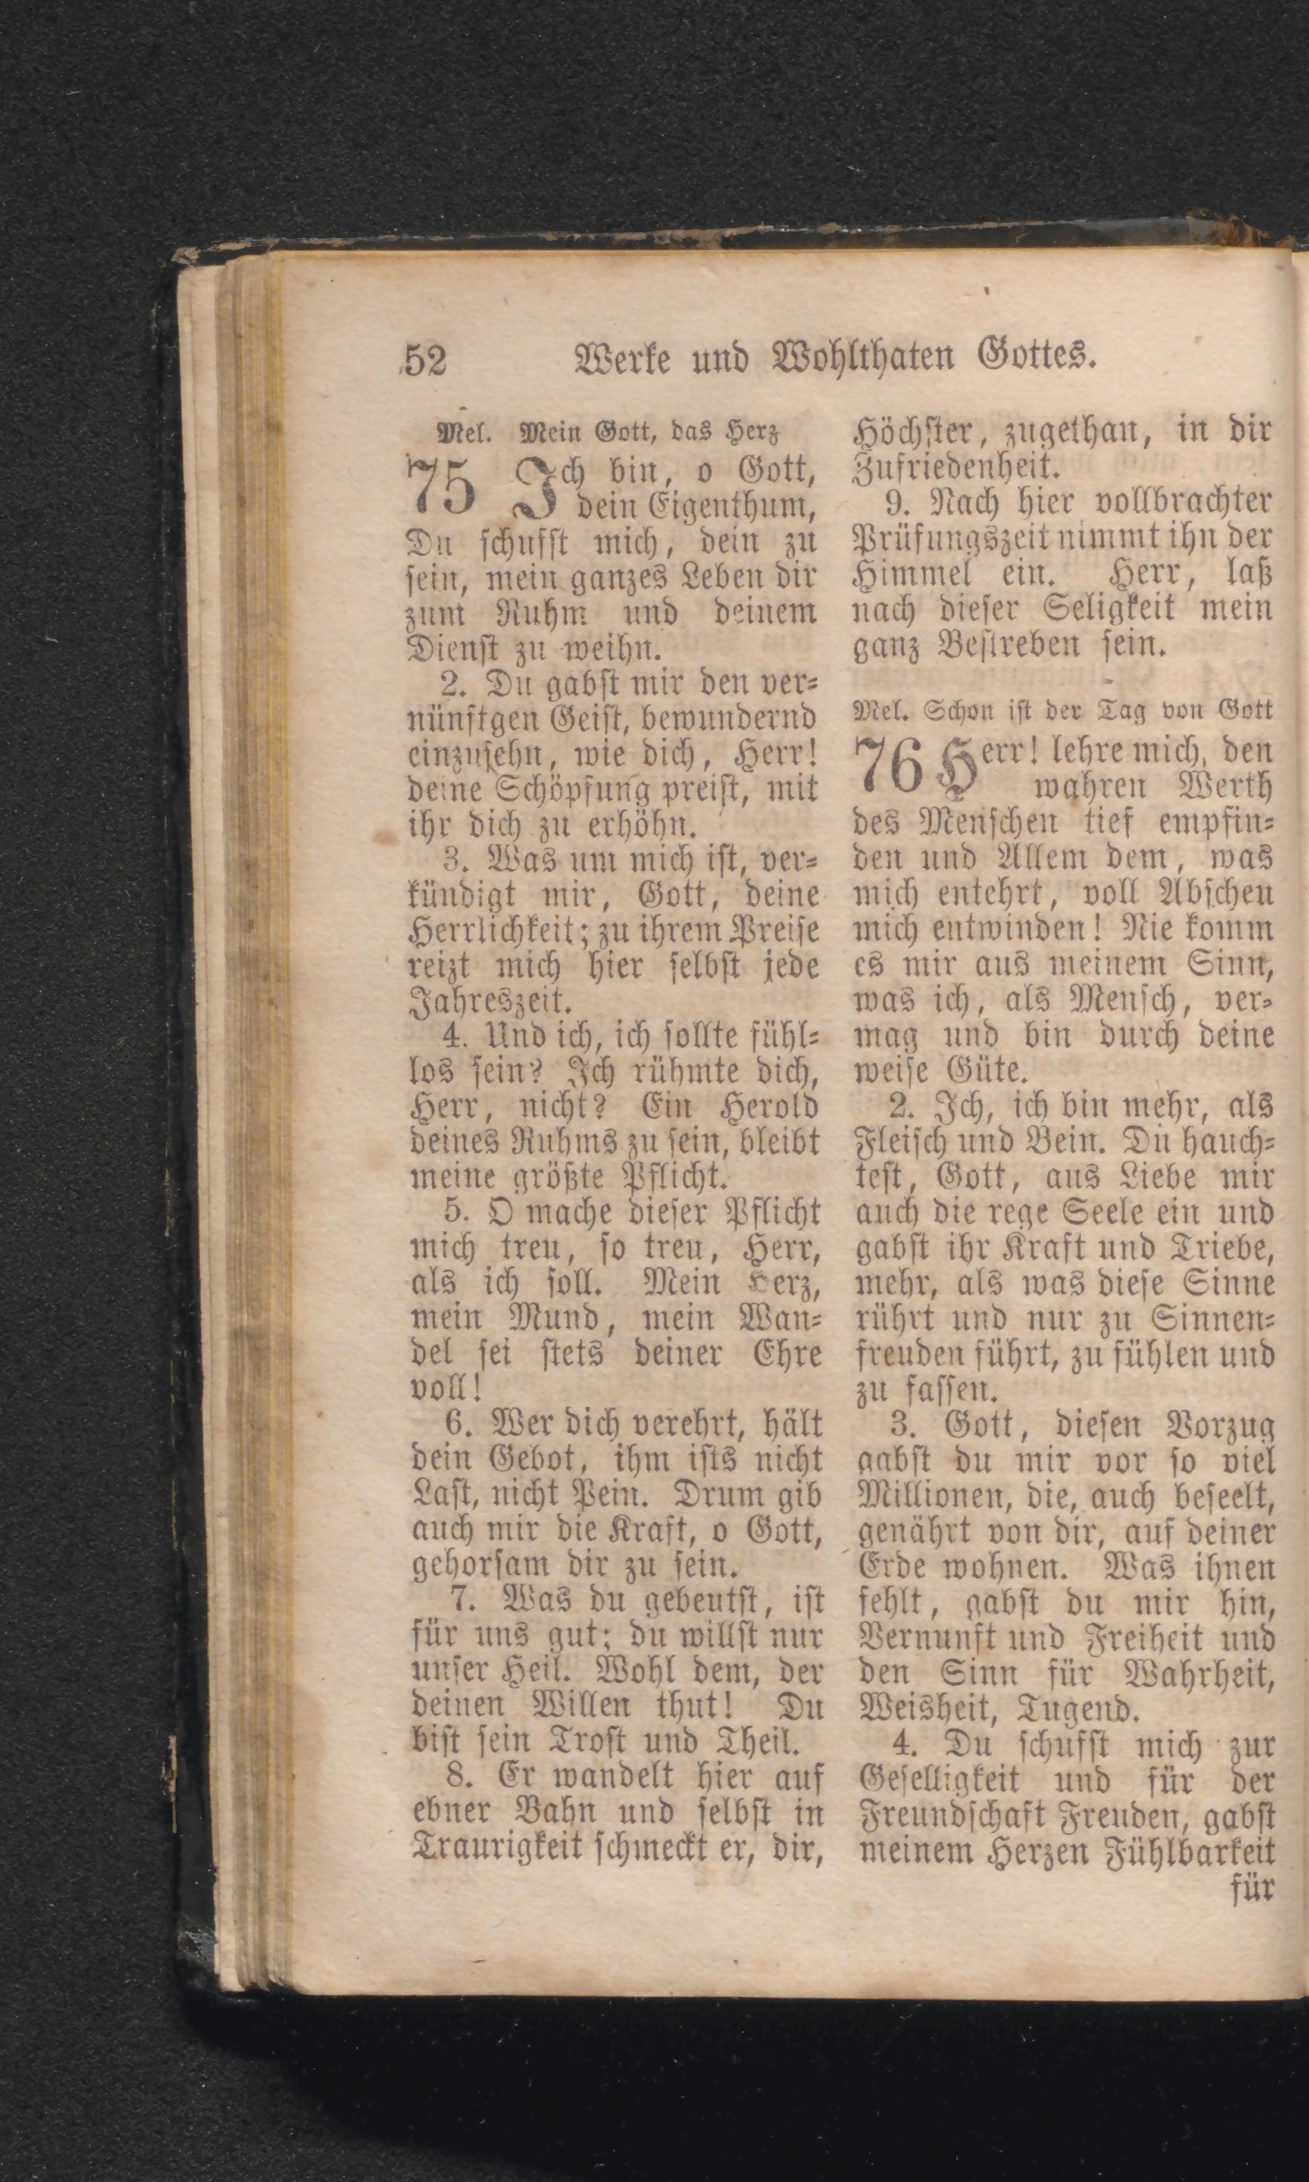 52 Werke und Wohlthaten Gottes.
Mel. Mein Gott, das Herz
75 Ich bin, o Gott,
dein Eigenthum,
Du schufst mich, dein zu
sein, mein ganzes Leben dir
zum Ruhm und deinem
Dienst zu weihn.
2. Du gabst mir den ver=
nünftgen Geist, bewundernd
einzusehn, wie dich, Herr!
deine Schöpfung preist, mit
ihr dich zu erhöhn.
3. Was um mich ist, ver=
kündigt mir, Gott, deine
Herrlichkeit; zu ihrem Preise
reizt mich hier selbst jede
Jahreszeit.
4. Und ich, ich sollte fühl=
los sein? Ich rühmte dich,
Herr, nicht? Ein Herold
deines Ruhms zu sein, bleibt
meine größte Pflicht.
5. O mache dieser Pflicht
mich treu, so treu, Herr,
als ich soll. Mein Herz,
mein Mund, mein Wan=
del sei stets deiner Ehre
voll!
6. Wer dich verehrt, hält
dein Gebot, ihm ists nicht
Last, nicht Pein. Drum gib
auch mir die Kraft, o Gott,
gehorsam dir zu sein.
7. Was du gebeutst, ist
für uns gut; du willst nur
unser Heil. Wohl dem, der
deinen Willen thut! Du
bist sein Trost und Theil.
8. Er wandelt hier auf
ebner Bahn und selbst in
Traurigkeit schmeckt er, dir,
Höchster, zugethan, in dir
Zufriedenheit.
9. Nach hier vollbrachter
Prüfungszeit nimmt ihn der
Himmel ein. Herr, laß
nach dieser Seligkeit mein
ganz Bestreben sein.
Mel. Schon ist der Tag von Gott
76 Herr! lehre mich, den
wahren Werth
des Menschen tief empfin=
den und Allem dem, was
mich entehrt, voll Abscheu
mich entwinden! Nie komm
es mir aus meinem Sinn,
was ich, als Mensch, ver=
mag und bin durch deine
weise Güte.
2. Ich, ich bin mehr, als
Fleisch und Bein. Du hauch=
test, Gott, aus Liebe mir
auch die rege Seele ein und
gabst ihr Kraft und Triebe,
mehr, als was diese Sinne
rührt und nur zu Sinnen=
freuden führt, zu fühlen und
zu fassen.
3. Gott, diesen Vorzug
gabst du mir vor so viel
Millionen, die, auch beseelt,
genährt von dir, auf deiner
Erde wohnen. Was ihnen
fehlt, gabst du mir hin,
Vernunft und Freiheit und
den Sinn für Wahrheit,
Weisheit, Tugend.
4. Du schufst mich zur
Geselligkeit und für der
Freundschaft Freuden, gabst
meinem Herzen Fühlbarkeit
für